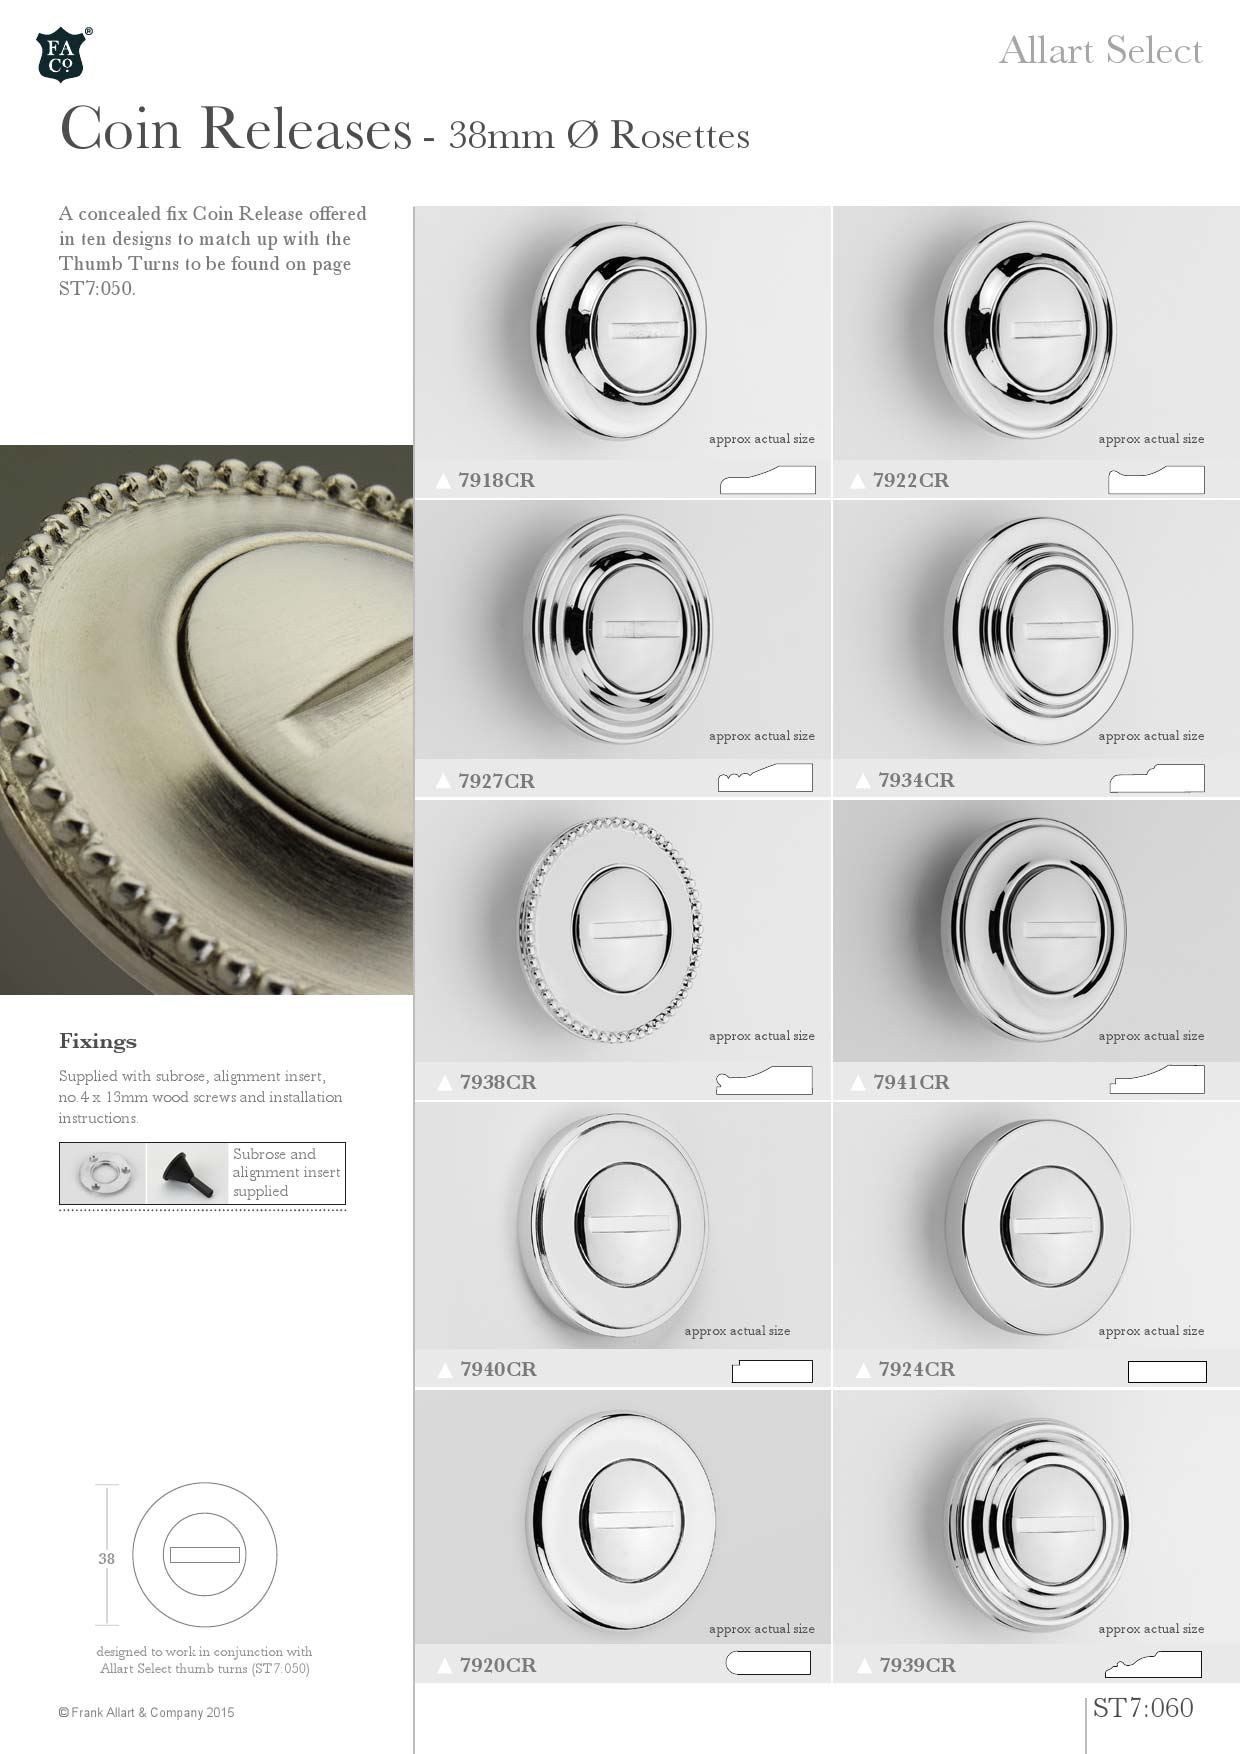 FA
Co
®
Allart Select
Coin Releases - 38mm Ø Rosettes
A concealed fix Coin Release offered
in ten designs to match up with the
Thumb Turns to be found on page
ST7:050.
approx actual size
7918CR
approx actual size
7922CR
approx actual size
7927CR
approx actual size
7934CR
approx actual size
7938CR
approx actual size
7941CR
approx actual size
7940CR
approx actual size
7924CR
approx actual size
7920CR
approx actual size
7939CR
Fixings
Supplied with subrose, alignment insert,
no.4 x 13mm wood screws and installation
instructions.
Subrose and
alignment insert
supplied
38
designed to work in conjunction with
Allart Select thumb turns (ST7:050)
© Frank Allart & Company 2015
ST7:060